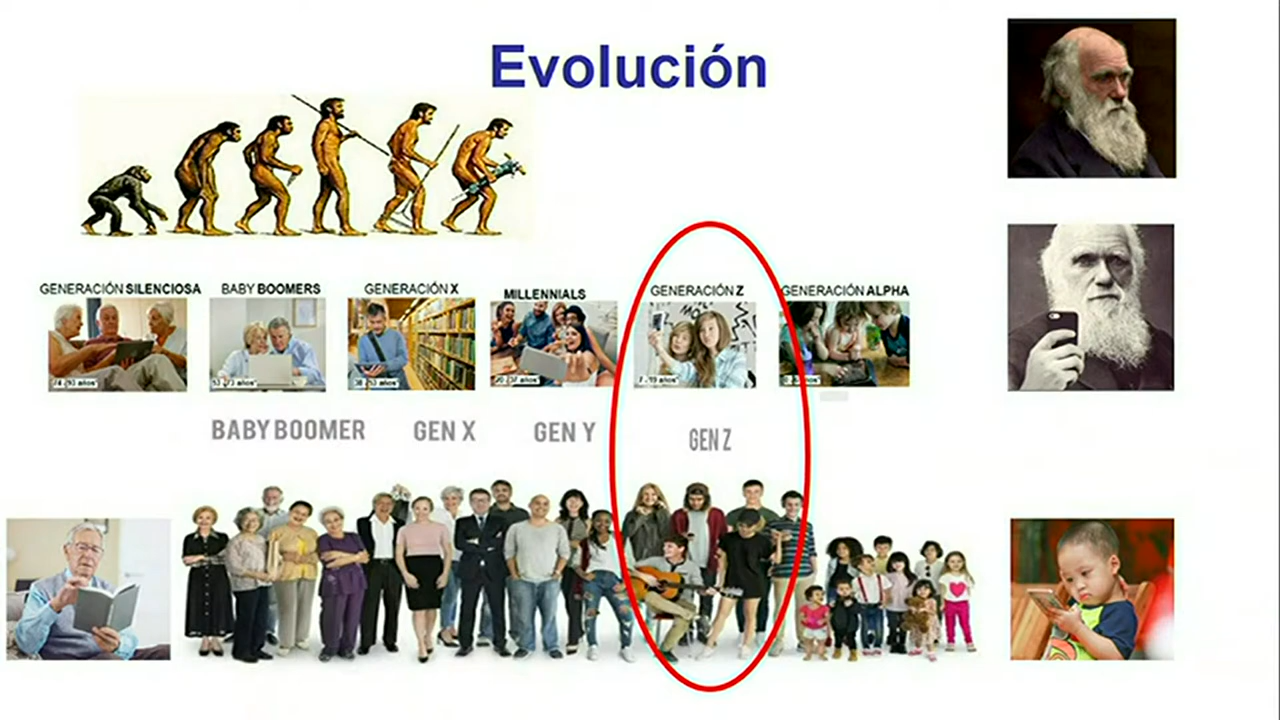 Evolución
GENERACIÓN SILENCIOSA
BABY BOOMERS
GENERACIÓN X
MILLENNIALS
GENERACIÓN Z
GENERACIÓN ALPHA
BABY BOOMER
GEN X
GEN Y
GEN Z